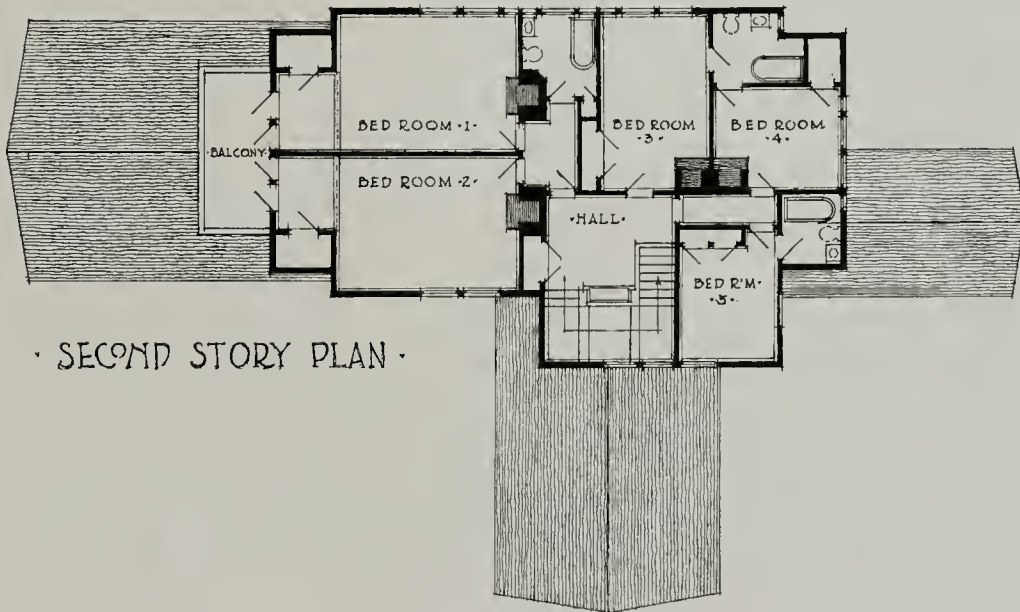 BED ROOM ·1·
BALCONY
BED ROOM ·2·
BED ROOM
·3·
BED ROOM
·4·
·HALL·
BED R'M·
·5·
· SECOND STORY PLAN ·